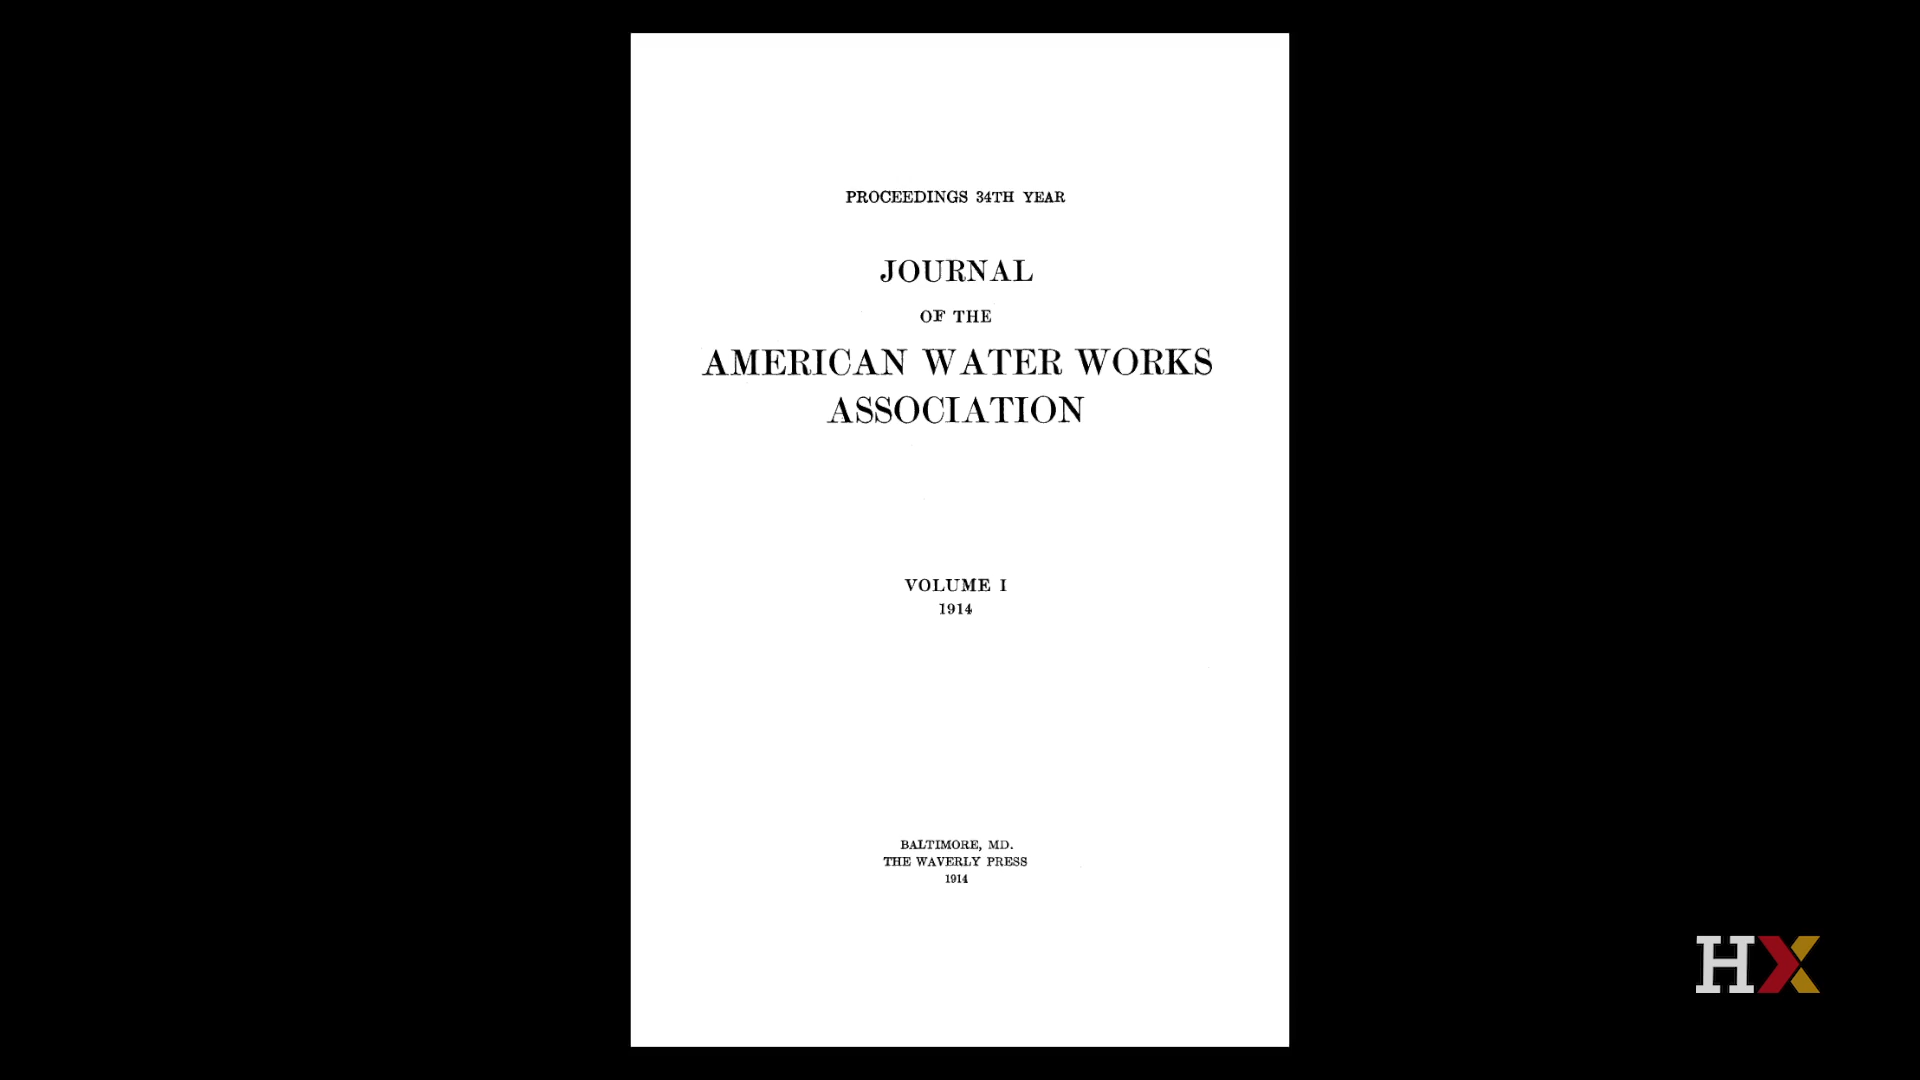 PROCEEDINGS 34TH YEAR
JOURNAL
OF THE
AMERICAN WATER WORKS
ASSOCIATION
VOLUME I
1914
BALTIMORE, MD.
THE WAVERLY PRESS
1914
HX